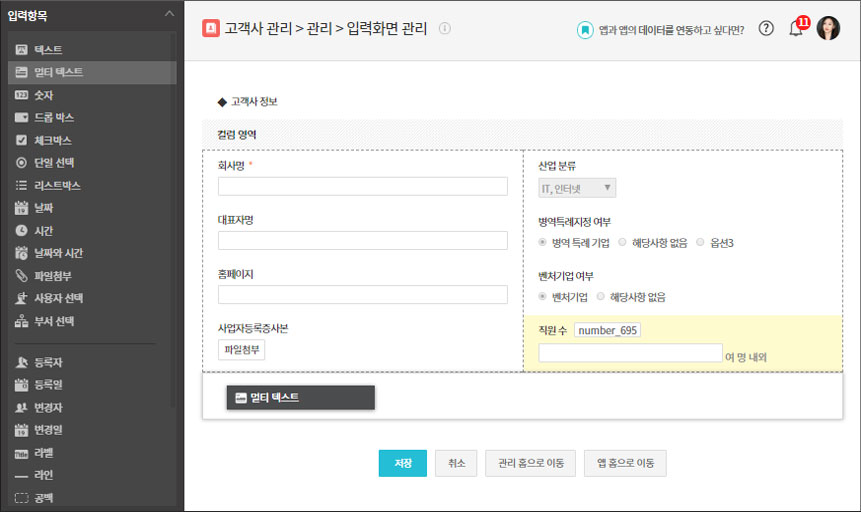 입력항목
텍스트
멀티 텍스트
123 숫자
드롭 박스
체크박스
단일 선택
리스트박스
19 날짜
시간
날짜와 시간
파일첨부
사용자 선택
부서 선택
등록자
등록일
변경자
19 변경일
Title 라벨
라인
공백
고객사 관리 > 관리 > 입력화면 관리
앱과 앱의 데이터를 연동하고 싶다면?
?
11
◆ 고객사 정보
컬럼 영역
회사명 *
대표자명
홈페이지
사업자등록증사본
파일첨부
산업 분류
IT, 인터넷 ▼
병역특례지정 여부
병역 특례 기업 해당사항 없음 옵션3
벤처기업 여부
벤처기업 해당사항 없음
직원 수 number_695
여 명 내외
멀티 텍스트
저장 취소 관리 홈으로 이동 앱 홈으로 이동